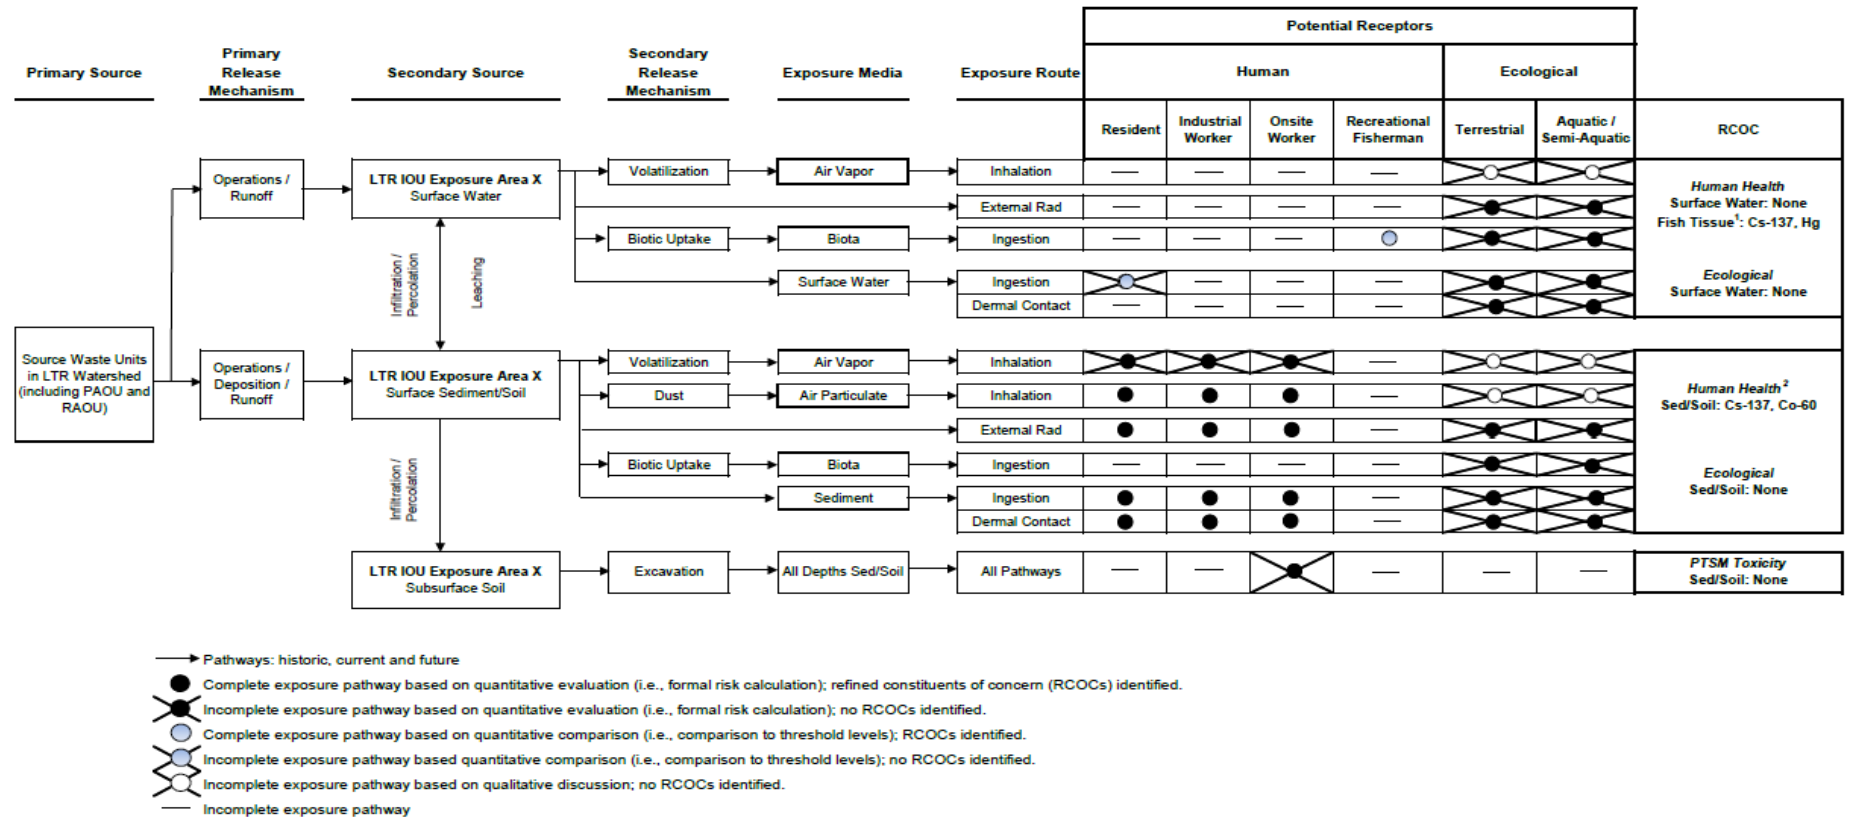 Potential Receptors
Primary Source
Primary
Release
Mechanism
Secondary Source
Secondary
Release
Mechanism
Exposure Media
Exposure Route
Human
Ecological
Resident
Industrial
Worker
Onsite
Worker
Recreational
Fisherman
Terrestrial
Aquatic /
Semi-Aquatic
RCOC
Operations /
Runoff
LTR IOU Exposure Area X
Surface Water
Volatilization
Air Vapor
Inhalation
External Rad
Biotic Uptake
Biota
Ingestion
Surface Water
Ingestion
Dermal Contact
Human Health
Surface Water: None
Fish Tissue¹: Cs-137, Hg
Ecological
Surface Water: None
Infiltration /
Percolation
Leaching
Source Waste Units
in LTR Watershed
(including PAOU and
RAOU)
Operations /
Deposition /
Runoff
LTR IOU Exposure Area X
Surface Sediment/Soil
Volatilization
Air Vapor
Inhalation
Dust
Air Particulate
Inhalation
External Rad
Biotic Uptake
Biota
Ingestion
Sediment
Ingestion
Dermal Contact
Human Health²
Sed/Soil: Cs-137, Co-60
Ecological
Sed/Soil: None
Infiltration /
Percolation
LTR IOU Exposure Area X
Subsurface Soil
Excavation
All Depths Sed/Soil
All Pathways
PTSM Toxicity
Sed/Soil: None
Pathways: historic, current and future
Complete exposure pathway based on quantitative evaluation (i.e., formal risk calculation); refined constituents of concern (RCOCs) identified.
Incomplete exposure pathway based on quantitative evaluation (i.e., formal risk calculation); no RCOCs identified.
Complete exposure pathway based on quantitative comparison (i.e., comparison to threshold levels); RCOCs identified.
Incomplete exposure pathway based quantitative comparison (i.e., comparison to threshold levels); no RCOCs identified.
Incomplete exposure pathway based on qualitative discussion; no RCOCs identified.
Incomplete exposure pathway